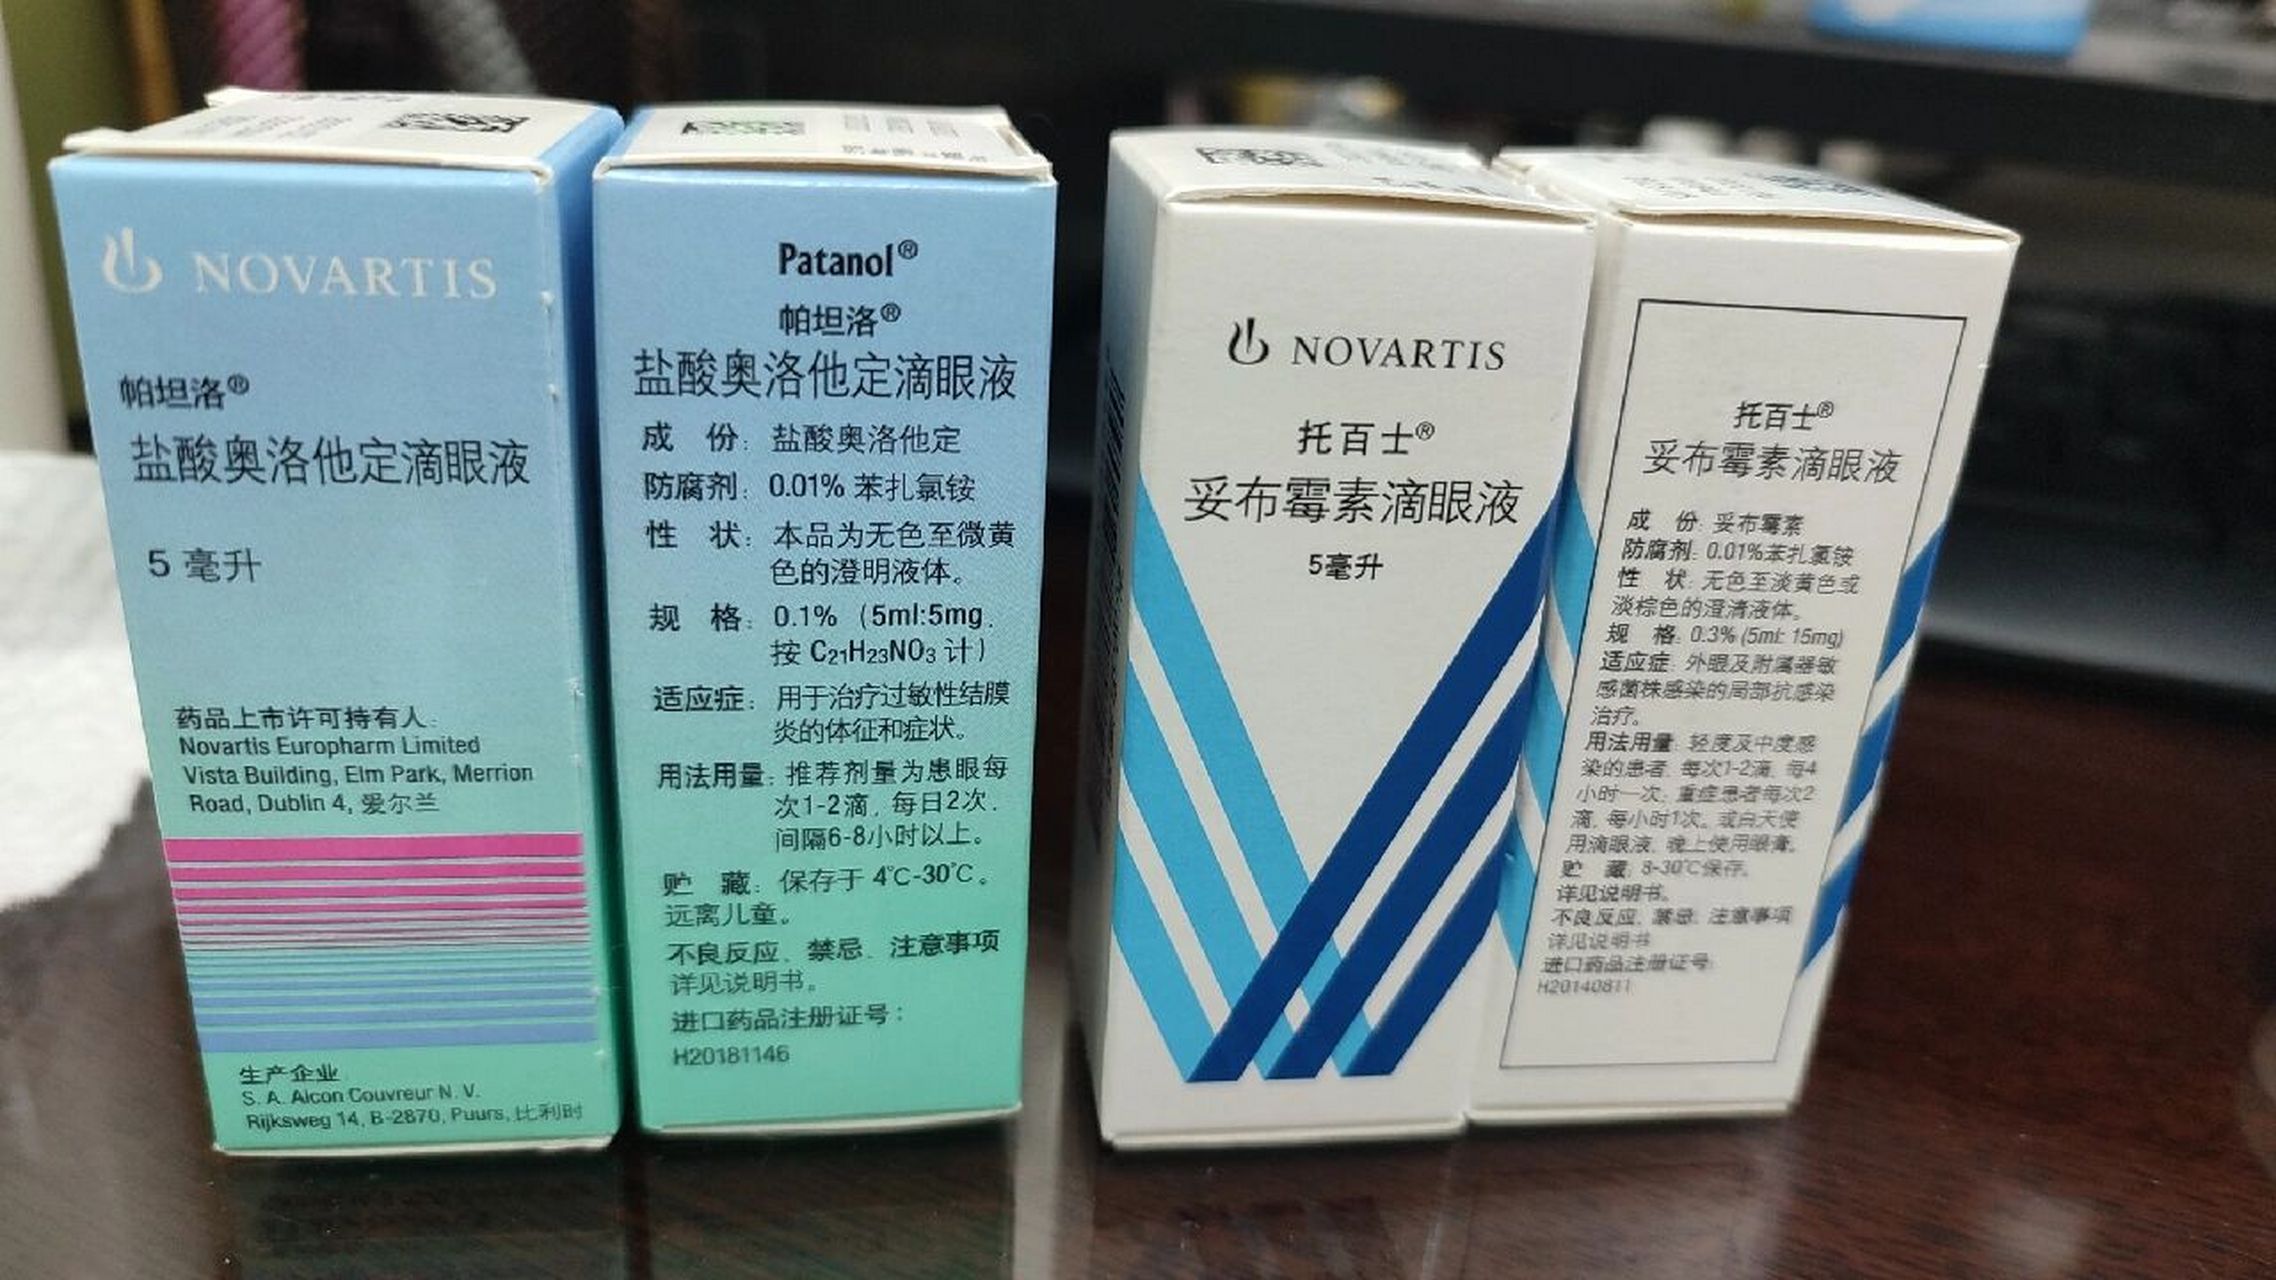 NOVARTIS
帕坦洛®
盐酸奥洛他定滴眼液
5 毫升
药品上市许可持有人:
Novartis Europharm Limited
Vista Building, Elm Park, Merrion
Road, Dublin 4, 爱尔兰
生产企业
S. A. Alcon Couvreur N. V.
Rijksweg 14, B-2870, Puurs, 比利时
Patanol®
帕坦洛®
盐酸奥洛他定滴眼液
成 份: 盐酸奥洛他定
防腐剂: 0.01% 苯扎氯铵
性 状: 本品为无色至微黄
色的澄明液体。
规 格: 0.1% (5ml:5mg,
按 C₂₁H₂₃NO₃ 计)
适应症: 用于治疗过敏性结膜
炎的体征和症状。
用法用量: 推荐剂量为患眼每
次1-2滴, 每日2次,
间隔6-8小时以上。
贮 藏: 保存于 4℃-30℃。
远离儿童。
不良反应、禁忌、注意事项
详见说明书。
进口药品注册证号:
H20181146
NOVARTIS
托百士®
妥布霉素滴眼液
5毫升
托百士®
妥布霉素滴眼液
成 份: 妥布霉素
防腐剂: 0.01%苯扎氯铵
性 状: 无色至淡黄色或
淡棕色的澄清液体。
规 格: 0.3% (5ml: 15mg)
适应症: 外眼及附属器敏
感菌株感染的局部抗感染
治疗。
用法用量: 轻度及中度感
染的患者, 每次1-2滴, 每4
小时一次; 重症患者每次2
滴, 每小时1次。或白天使
用滴眼液, 晚上使用眼膏。
贮 藏: 8-30℃保存。
详见说明书。
不良反应、禁忌、注意事项
详见说明书
进口药品注册证号:
H20140811